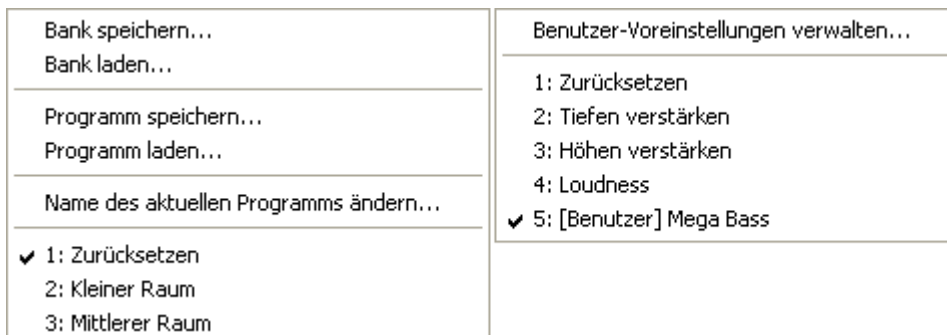 Bank speichern...
Bank laden...
Programm speichern...
Programm laden...
Name des aktuellen Programms ändern...
1: Zurücksetzen
2: Kleiner Raum
3: Mittlerer Raum
Benutzer-Voreinstellungen verwalten...
1: Zurücksetzen
2: Tiefen verstärken
3: Höhen verstärken
4: Loudness
5: [Benutzer] Mega Bass